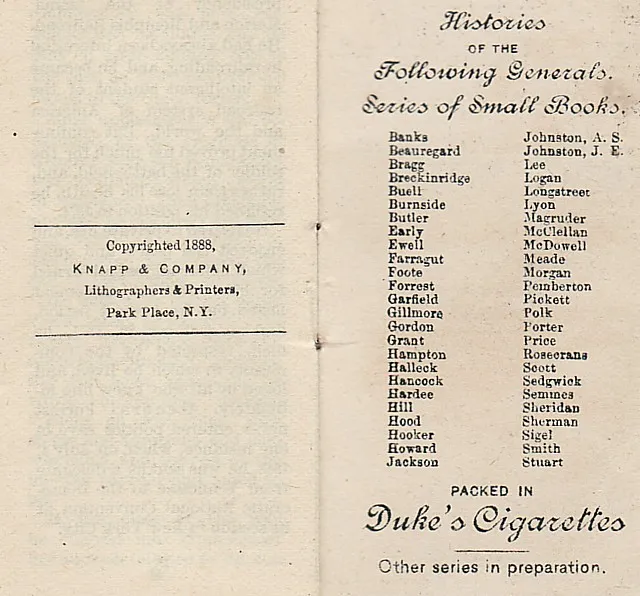 Copyrighted 1888,
KNAPP & COMPANY,
Lithographers & Printers,
Park Place, N.Y.
Histories
OF THE
Following Generals.
Series of Small Books.
Banks
Beauregard
Bragg
Breckinridge
Buell
Burnside
Butler
Early
Ewell
Farragut
Foote
Forrest
Garfield
Gillmore
Gordon
Grant
Hampton
Halleck
Hancock
Hardee
Hill
Hood
Hooker
Howard
Jackson
Johnston, A. S.
Johnston, J. E.
Lee
Logan
Longstreet
Lyon
Magruder
McClellan
McDowell
Meade
Morgan
Pemberton
Pickett
Polk
Porter
Price
Rosecrans
Scott
Sedgwick
Semmes
Sheridan
Sherman
Sigel
Smith
Stuart
PACKED IN
Duke's Cigarettes
Other series in preparation.